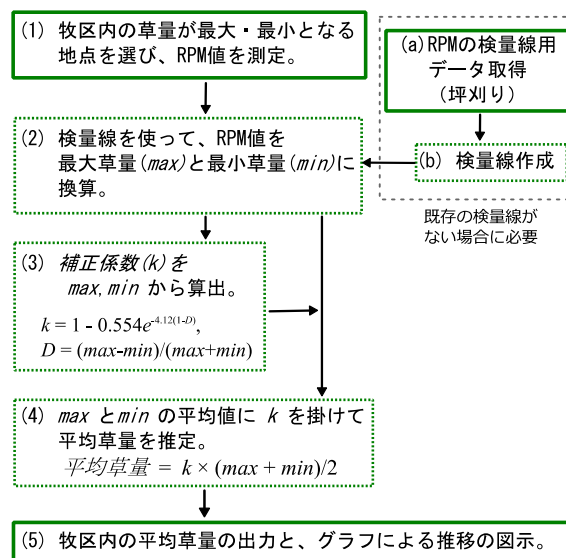 (1) 牧区内の草量が最大・最小となる
地点を選び、RPM値を測定。
(a)RPMの検量線用
データ取得
(坪刈り)
(2) 検量線を使って、RPM値を
最大草量(max)と最小草量(min)に
換算。
(b) 検量線作成
既存の検量線が
ない場合に必要
(3) 補正係数(k)を
max, min から算出。
k = 1 - 0.554e^-4.12(1-D),
D = (max-min)/(max+min)
(4) max とmin の平均値に k を掛けて
平均草量を推定。
平均草量 = k × (max + min)/2
(5) 牧区内の平均草量の出力と、グラフによる推移の図示。